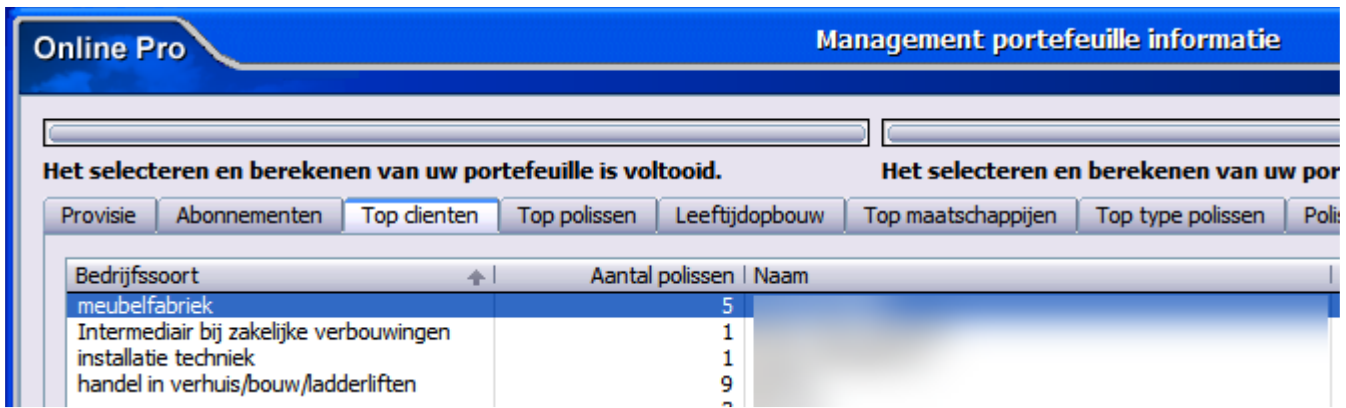 Online Pro
Management portefeuille informatie
Het selecteren en berekenen van uw portefeuille is voltooid.
Het selecteren en berekenen van uw
Provisie Abonnementen Top clienten Top polissen Leeftijdopbouw Top maatschappijen Top type polissen
Bedrijfssoort Aantal polissen Naam
meubelfabriek 5
Intermediair bij zakelijke verbouwingen 1
installatie techniek 1
handel in verhuis/bouw/ladderliften 9